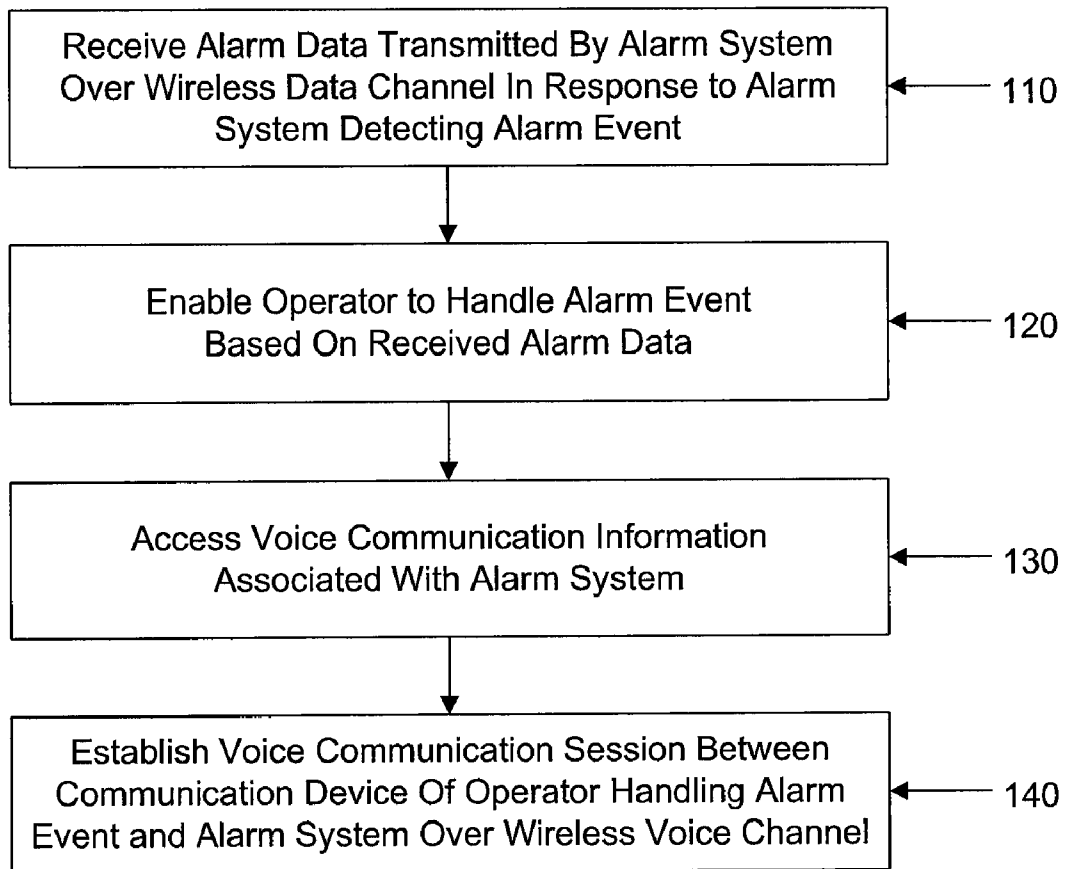 Receive Alarm Data Transmitted By Alarm System
Over Wireless Data Channel In Response to Alarm
System Detecting Alarm Event
110
Enable Operator to Handle Alarm Event
Based On Received Alarm Data
120
Access Voice Communication Information
Associated With Alarm System
130
Establish Voice Communication Session Between
Communication Device Of Operator Handling Alarm
Event and Alarm System Over Wireless Voice Channel
140